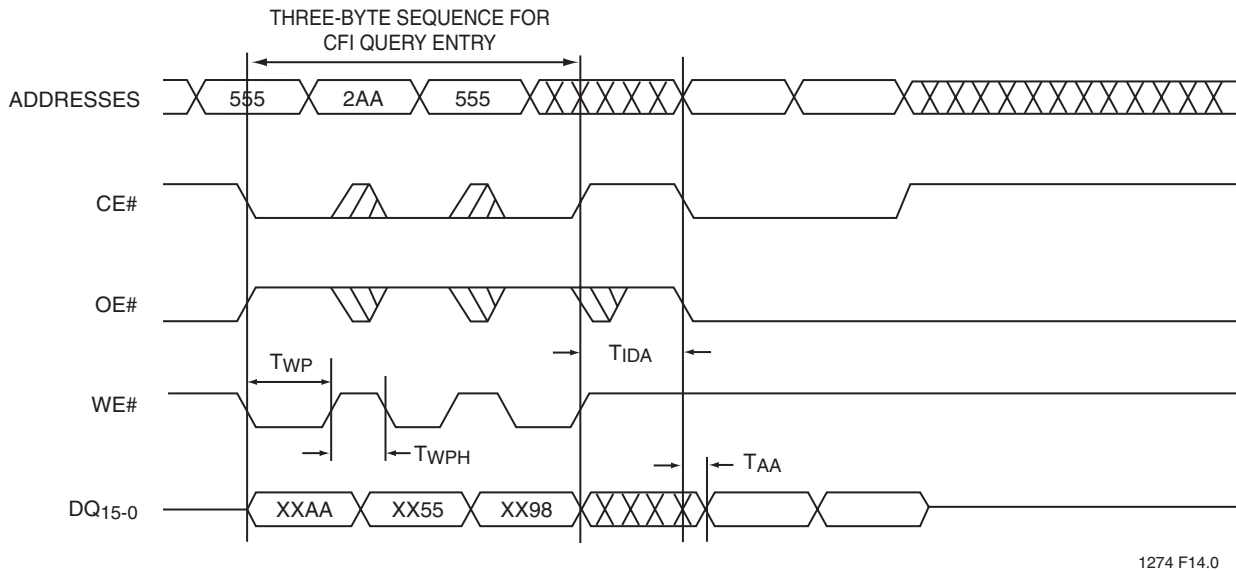 THREE-BYTE SEQUENCE FOR
CFI QUERY ENTRY
ADDRESSES 555 2AA 555
CE#
OE#
TIDA
TWP
WE#
TWPH
TAA
DQ15-0 XXAA XX55 XX98
1274 F14.0